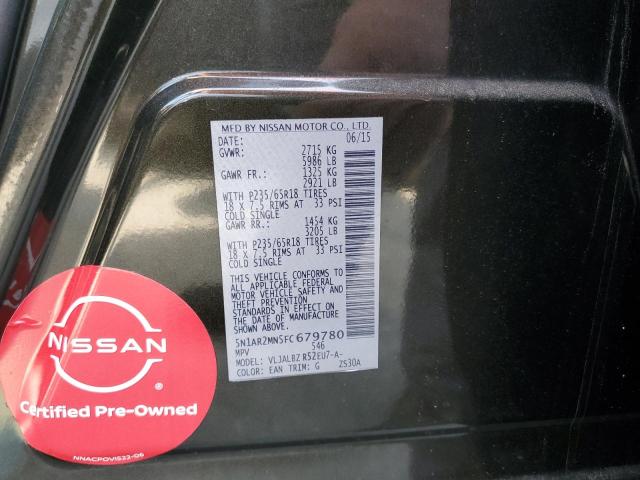 MFD BY NISSAN MOTOR CO., LTD.
DATE: 06/15
GVWR: 2715 KG
5986 LB
GAWR FR.: 1325 KG
2921 LB
WITH P235/65R18 TIRES
18 X 7.5 RIMS AT 33 PSI
COLD SINGLE
GAWR RR.: 1454 KG
3205 LB
WITH P235/65R18 TIRES
18 X 7.5 RIMS AT 33 PSI
COLD SINGLE
THIS VEHICLE CONFORMS TO
ALL APPLICABLE FEDERAL
MOTOR VEHICLE SAFETY AND
THEFT PREVENTION
STANDARDS IN EFFECT ON
THE DATE OF MANUFACTURE
SHOWN ABOVE.
5N1AR2MN5FC679780
MPV 546
MODEL: VLJALBZ R52EU7-A-
COLOR: EAN TRIM: G ZS30A
NISSAN
Certified Pre-Owned
NNACPOVIS22-06